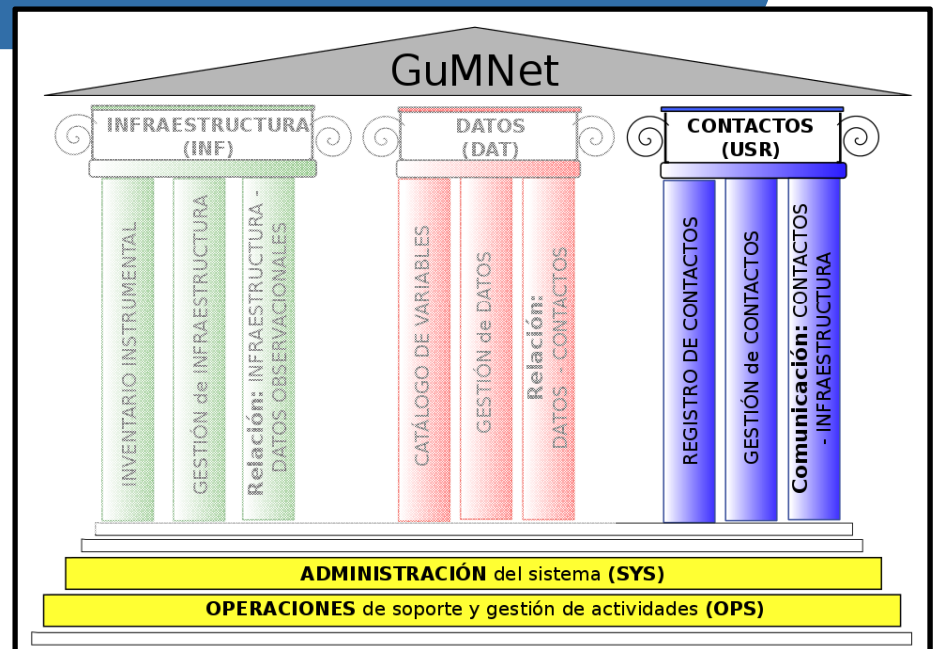 GuMNet
INFRAESTRUCTURA
(INF)
DATOS
(DAT)
CONTACTOS
(USR)
INVENTARIO INSTRUMENTAL
GESTIÓN de INFRAESTRUCTURA
Relación: INFRAESTRUCTURA -
DATOS OBSERVACIONALES
CATÁLOGO DE VARIABLES
GESTIÓN de DATOS
Relación:
DATOS - CONTACTOS
REGISTRO DE CONTACTOS
GESTIÓN de CONTACTOS
Comunicación: CONTACTOS
- INFRAESTRUCTURA
ADMINISTRACIÓN del sistema (SYS)
OPERACIONES de soporte y gestión de actividades (OPS)